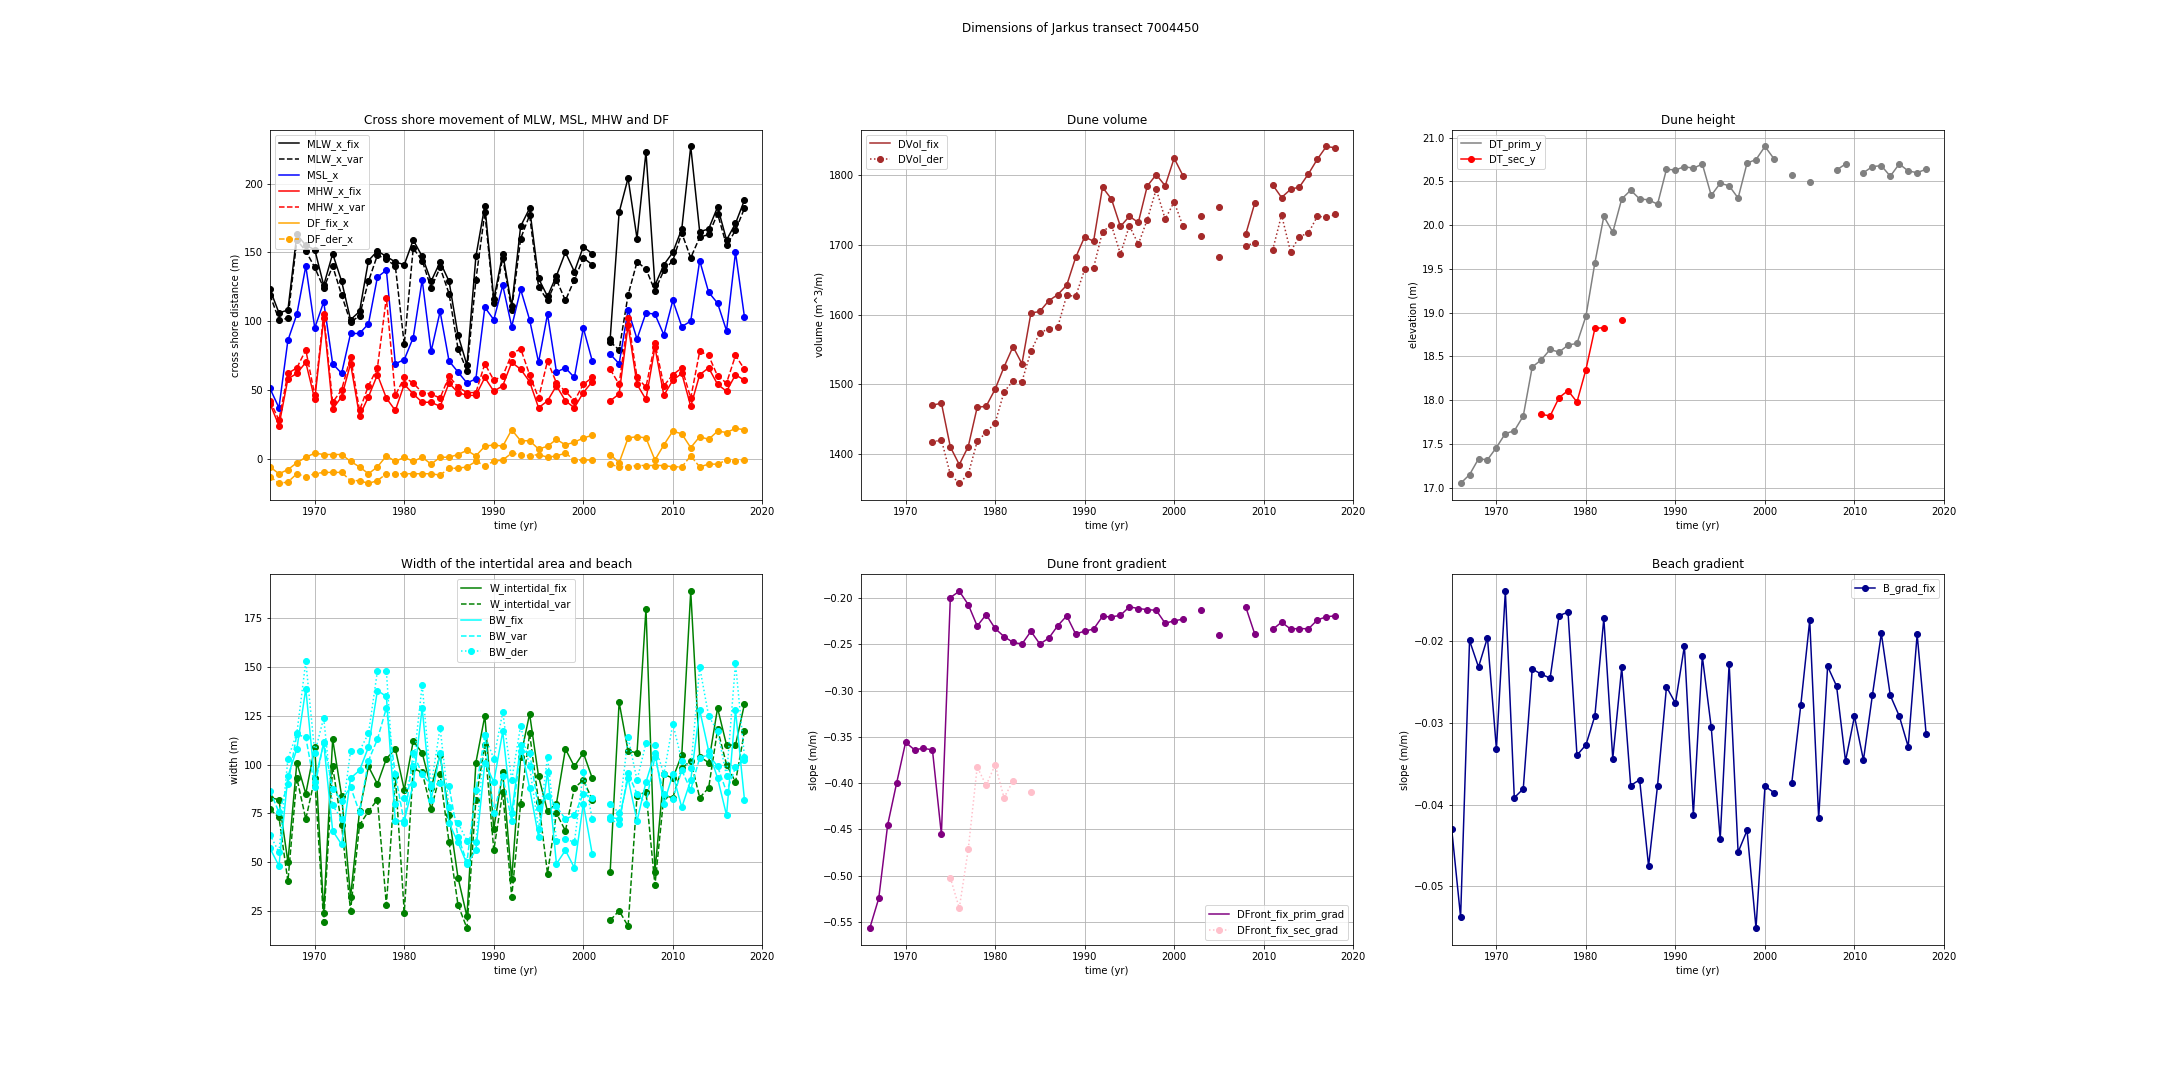 Dimensions of Jarkus transect 7004450
Cross shore movement of MLW, MSL, MHW and DF
MLW_x_fix
MLW_x_var
MSL_x
MHW_x_fix
MHW_x_var
DF_fix_x
DF_der_x
cross shore distance (m)
200
150
100
50
0
1970 1980 1990 2000 2010 2020
time (yr)
Dune volume
DVol_fix
DVol_der
volume (m^3/m)
1800
1700
1600
1500
1400
1970 1980 1990 2000 2010 2020
time (yr)
Dune height
DT_prim_y
DT_sec_y
elevation (m)
21.0
20.5
20.0
19.5
19.0
18.5
18.0
17.5
17.0
1970 1980 1990 2000 2010 2020
time (yr)
Width of the intertidal area and beach
W_intertidal_fix
W_intertidal_var
BW_fix
BW_var
BW_der
width (m)
175
150
125
100
75
50
25
1970 1980 1990 2000 2010 2020
time (yr)
Dune front gradient
slope (m/m)
−0.20
−0.25
−0.30
−0.35
−0.40
−0.45
−0.50
−0.55
DFront_fix_prim_grad
DFront_fix_sec_grad
1970 1980 1990 2000 2010 2020
time (yr)
Beach gradient
B_grad_fix
slope (m/m)
−0.02
−0.03
−0.04
−0.05
1970 1980 1990 2000 2010 2020
time (yr)